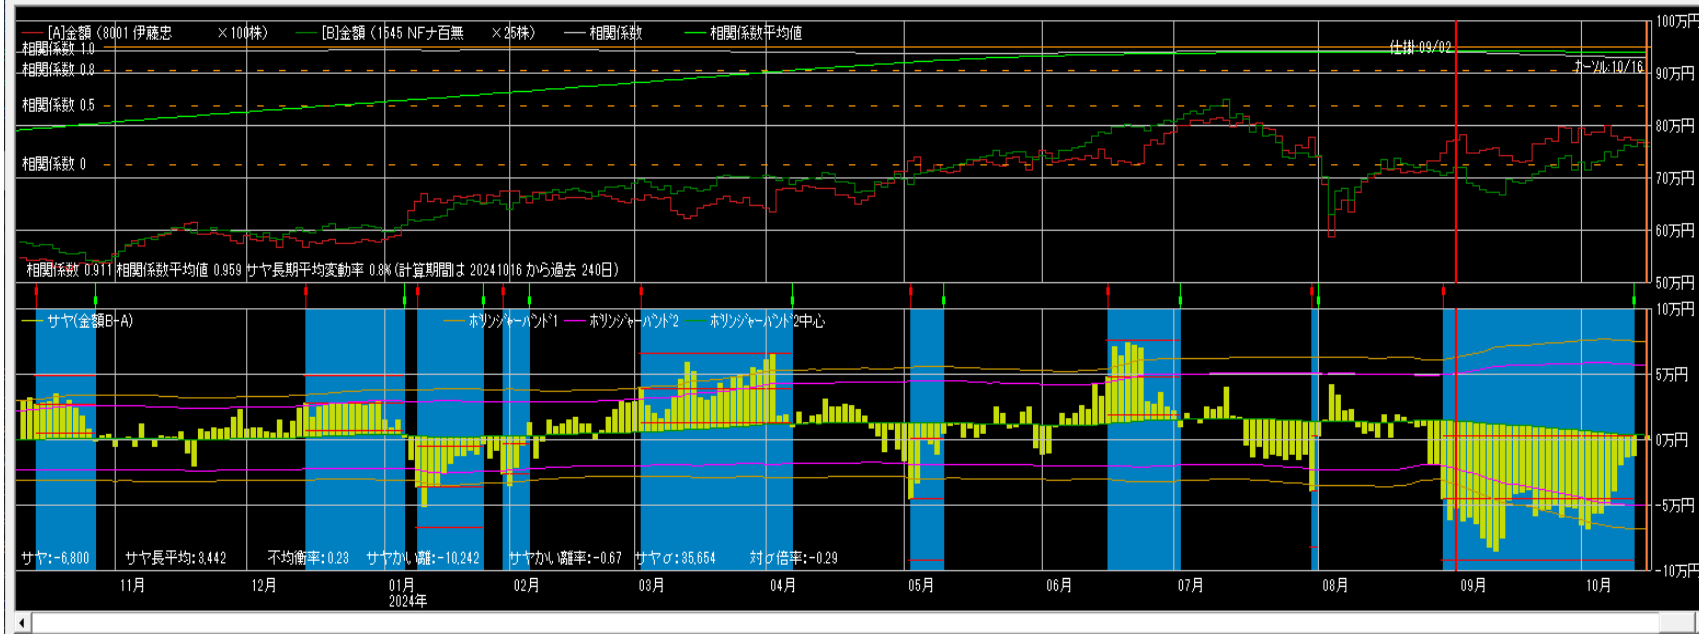 [A]金額 (8001 伊藤忠 ×100株) [B]金額 (1545 NFナ百無 ×25株) 相関係数 相関係数平均値
100万円
相関係数 1.0
仕掛:09/02
カーソル:10/16
相関係数 0.8
90万円
相関係数 0.5
80万円
相関係数 0
70万円
60万円
相関係数 0.911 相関係数平均値 0.959 サヤ長期平均変動率 0.8% (計算期間は 20241016 から過去 240日)
50万円
サヤ(金額B-A) ボリンジャーバンド1 ボリンジャーバンド2 ボリンジャーバンド2中心
10万円
5万円
0万円
-5万円
サヤ:-6,800 サヤ長平均:3,442 不均衡率:0.23 サヤかい離:-10,242 サヤかい離率:-0.67 サヤσ:35,654 対σ倍率:-0.29
-10万円
11月 12月 01月 02月 03月 04月 05月 06月 07月 08月 09月 10月
2024年